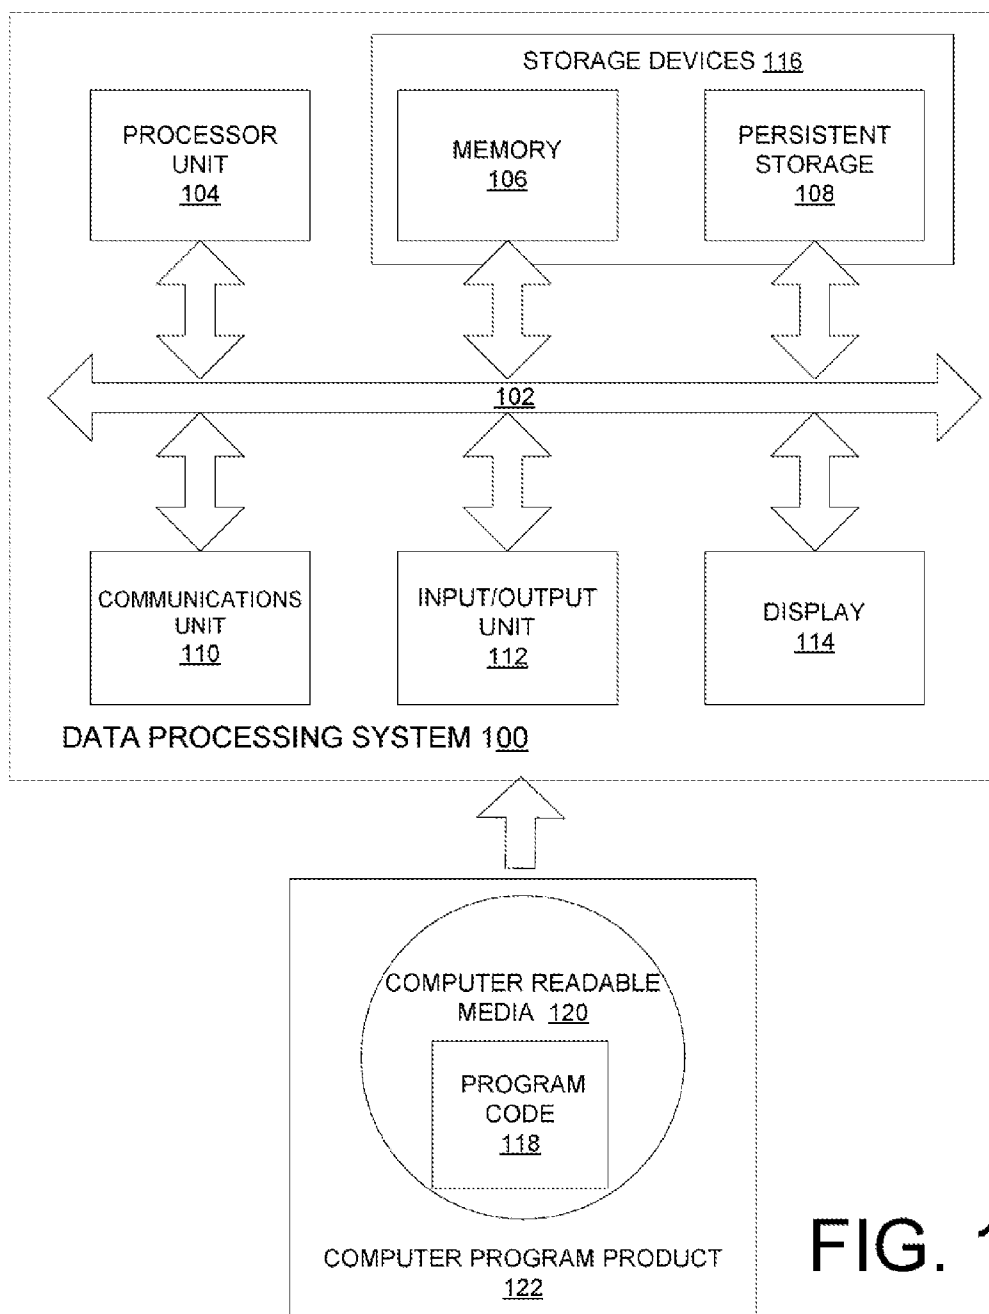 STORAGE DEVICES 116
PROCESSOR
UNIT
104
MEMORY
106
PERSISTENT
STORAGE
108
102
COMMUNICATIONS
UNIT
110
INPUT/OUTPUT
UNIT
112
DISPLAY
114
DATA PROCESSING SYSTEM 100
COMPUTER READABLE
MEDIA 120
PROGRAM
CODE
118
COMPUTER PROGRAM PRODUCT
122
FIG. 1